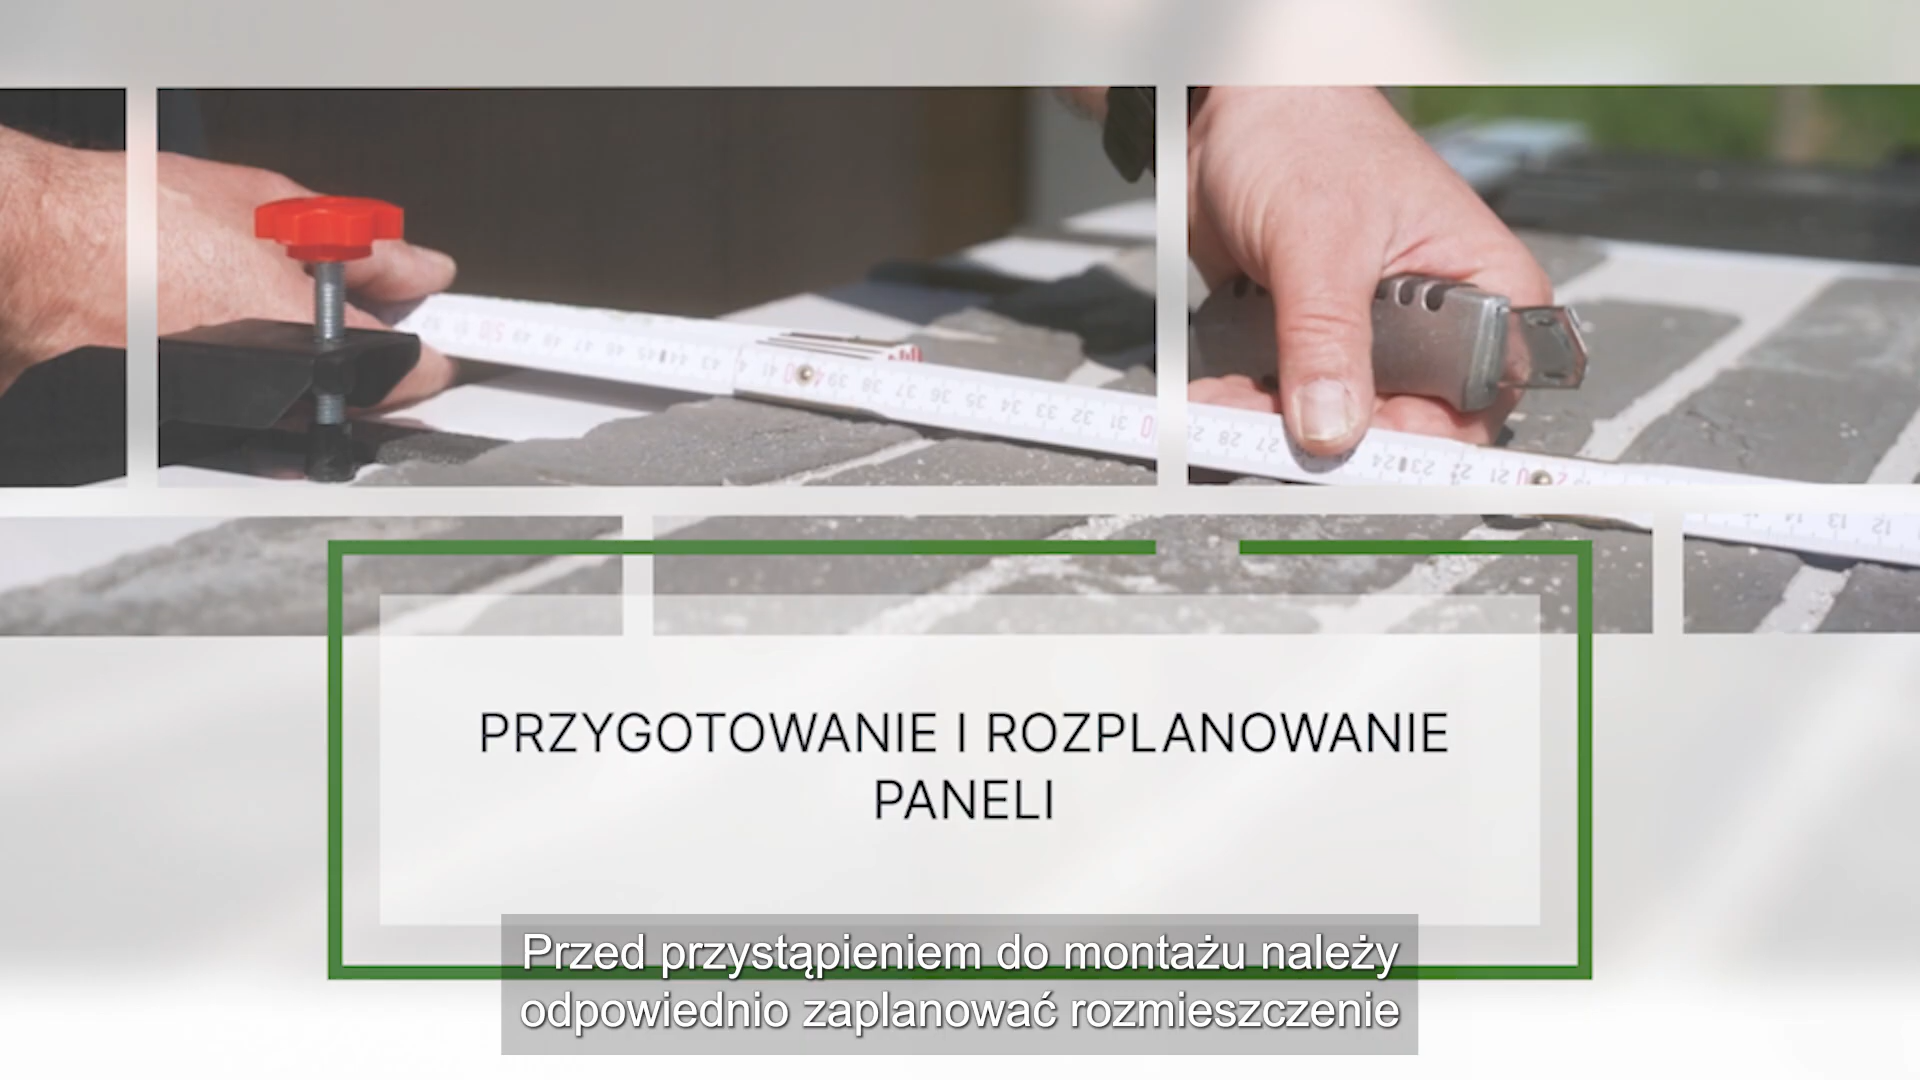 PRZYGOTOWANIE I ROZPLANOWANIE
PANELI
Przed przystąpieniem do montażu należy
odpowiednio zaplanować rozmieszczenie